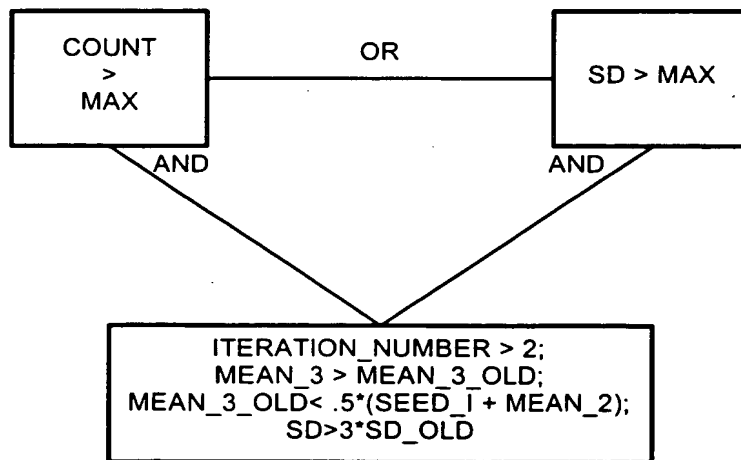 COUNT
>
MAX
OR
SD > MAX
AND
AND
ITERATION_NUMBER > 2;
MEAN_3 > MEAN_3_OLD;
MEAN_3_OLD< .5*(SEED_I + MEAN_2);
SD>3*SD_OLD